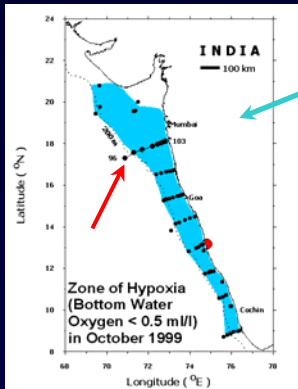 INDIA
100 km
24
22
20
18
16
14
12
10
8
Latitude (°N)
200 m
Mumbai
103
96
Goa
Cochin
Zone of Hypoxia
(Bottom Water
Oxygen < 0.5 ml/l)
in October 1999
68
70
72
74
76
78
Longitude (°E)